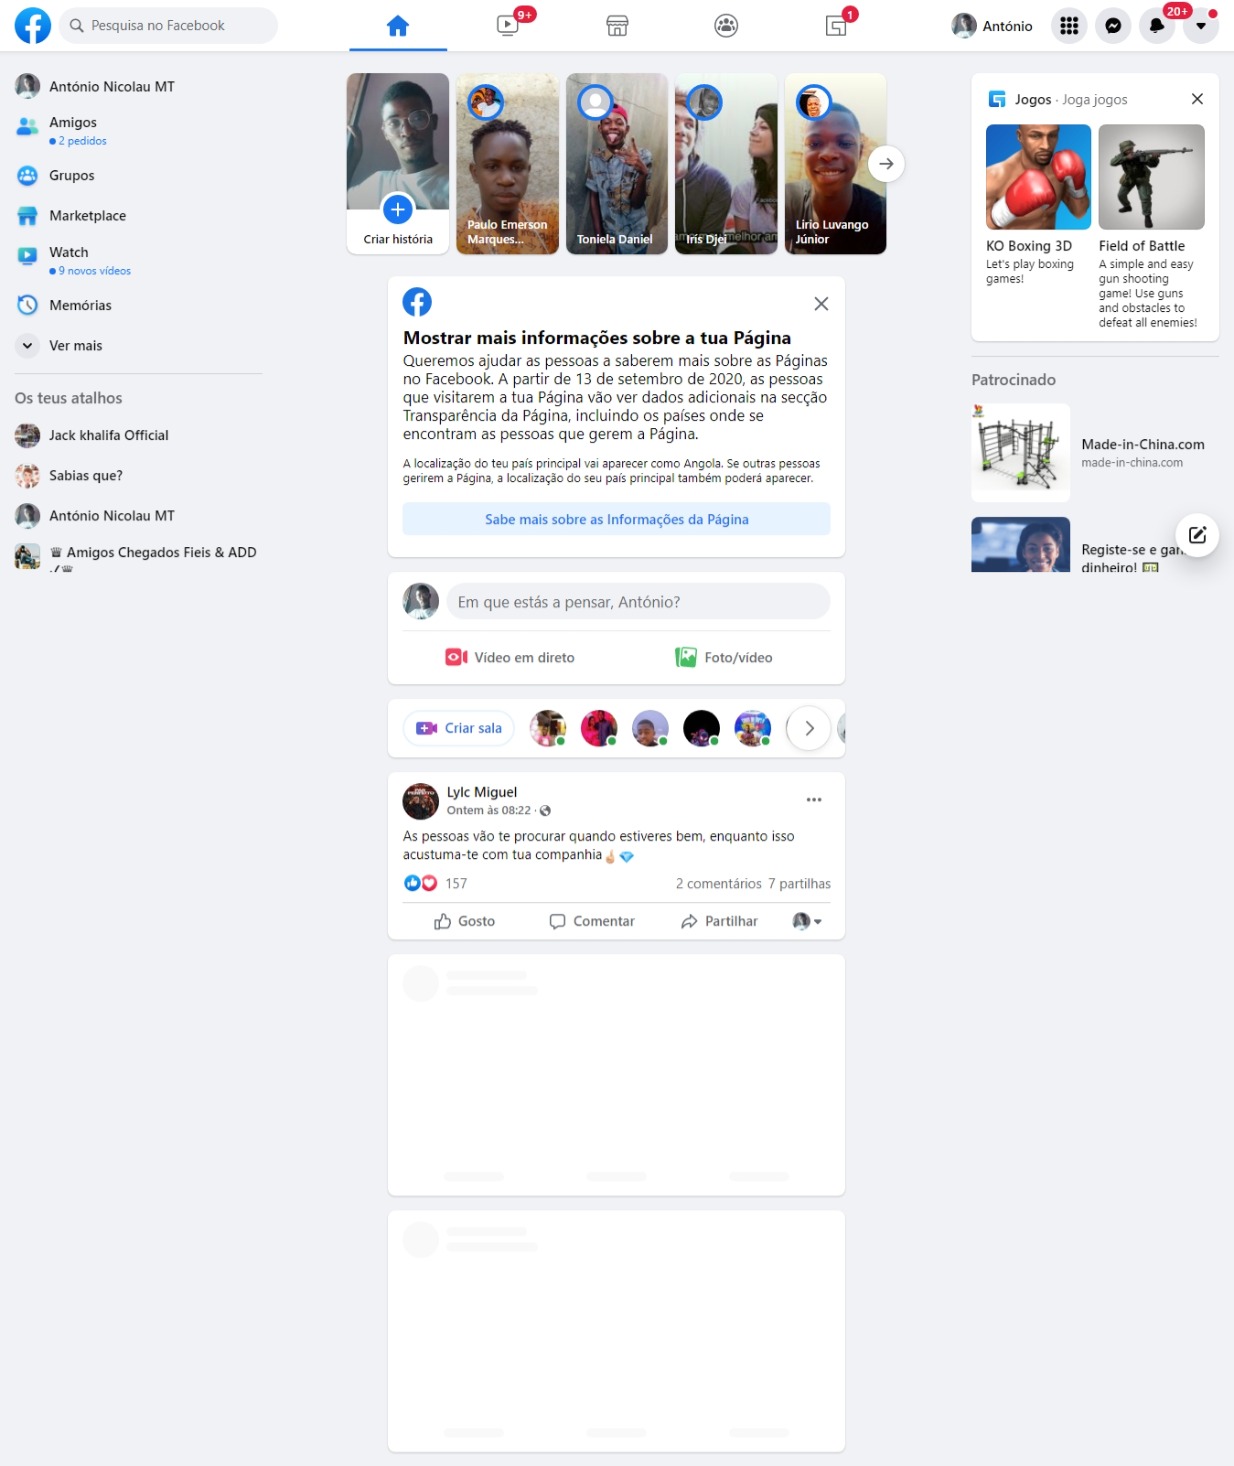 Pesquisa no Facebook
9+
1
António
20+
António Nicolau MT
Amigos
2 pedidos
Grupos
Marketplace
Watch
9 novos vídeos
Memórias
Ver mais
Os teus atalhos
Jack khalifa Official
Sabias que?
António Nicolau MT
♕ Amigos Chegados Fieis & ADD
✓♕
Criar história
Paulo Emerson
Marques...
Toniela Daniel
Iris Djei
melhor am
Lirio Luvango
Júnior
Mostrar mais informações sobre a tua Página
Queremos ajudar as pessoas a saberem mais sobre as Páginas
no Facebook. A partir de 13 de setembro de 2020, as pessoas
que visitarem a tua Página vão ver dados adicionais na secção
Transparência da Página, incluindo os países onde se
encontram as pessoas que gerem a Página.
A localização do teu país principal vai aparecer como Angola. Se outras pessoas
gerirem a Página, a localização do seu país principal também poderá aparecer.
Sabe mais sobre as Informações da Página
Em que estás a pensar, António?
Vídeo em direto
Foto/vídeo
Criar sala
Lylc Miguel
Ontem às 08:22 ·
As pessoas vão te procurar quando estiveres bem, enquanto isso
acustuma-te com tua companhia🤞🏼💎
157
2 comentários 7 partilhas
Gosto
Comentar
Partilhar
Jogos · Joga jogos
KO Boxing 3D
Let's play boxing
games!
Field of Battle
A simple and easy
gun shooting
game! Use guns
and obstacles to
defeat all enemies!
Patrocinado
Made-in-China.com
made-in-china.com
Registe-se e gan
dinheiro! 💵